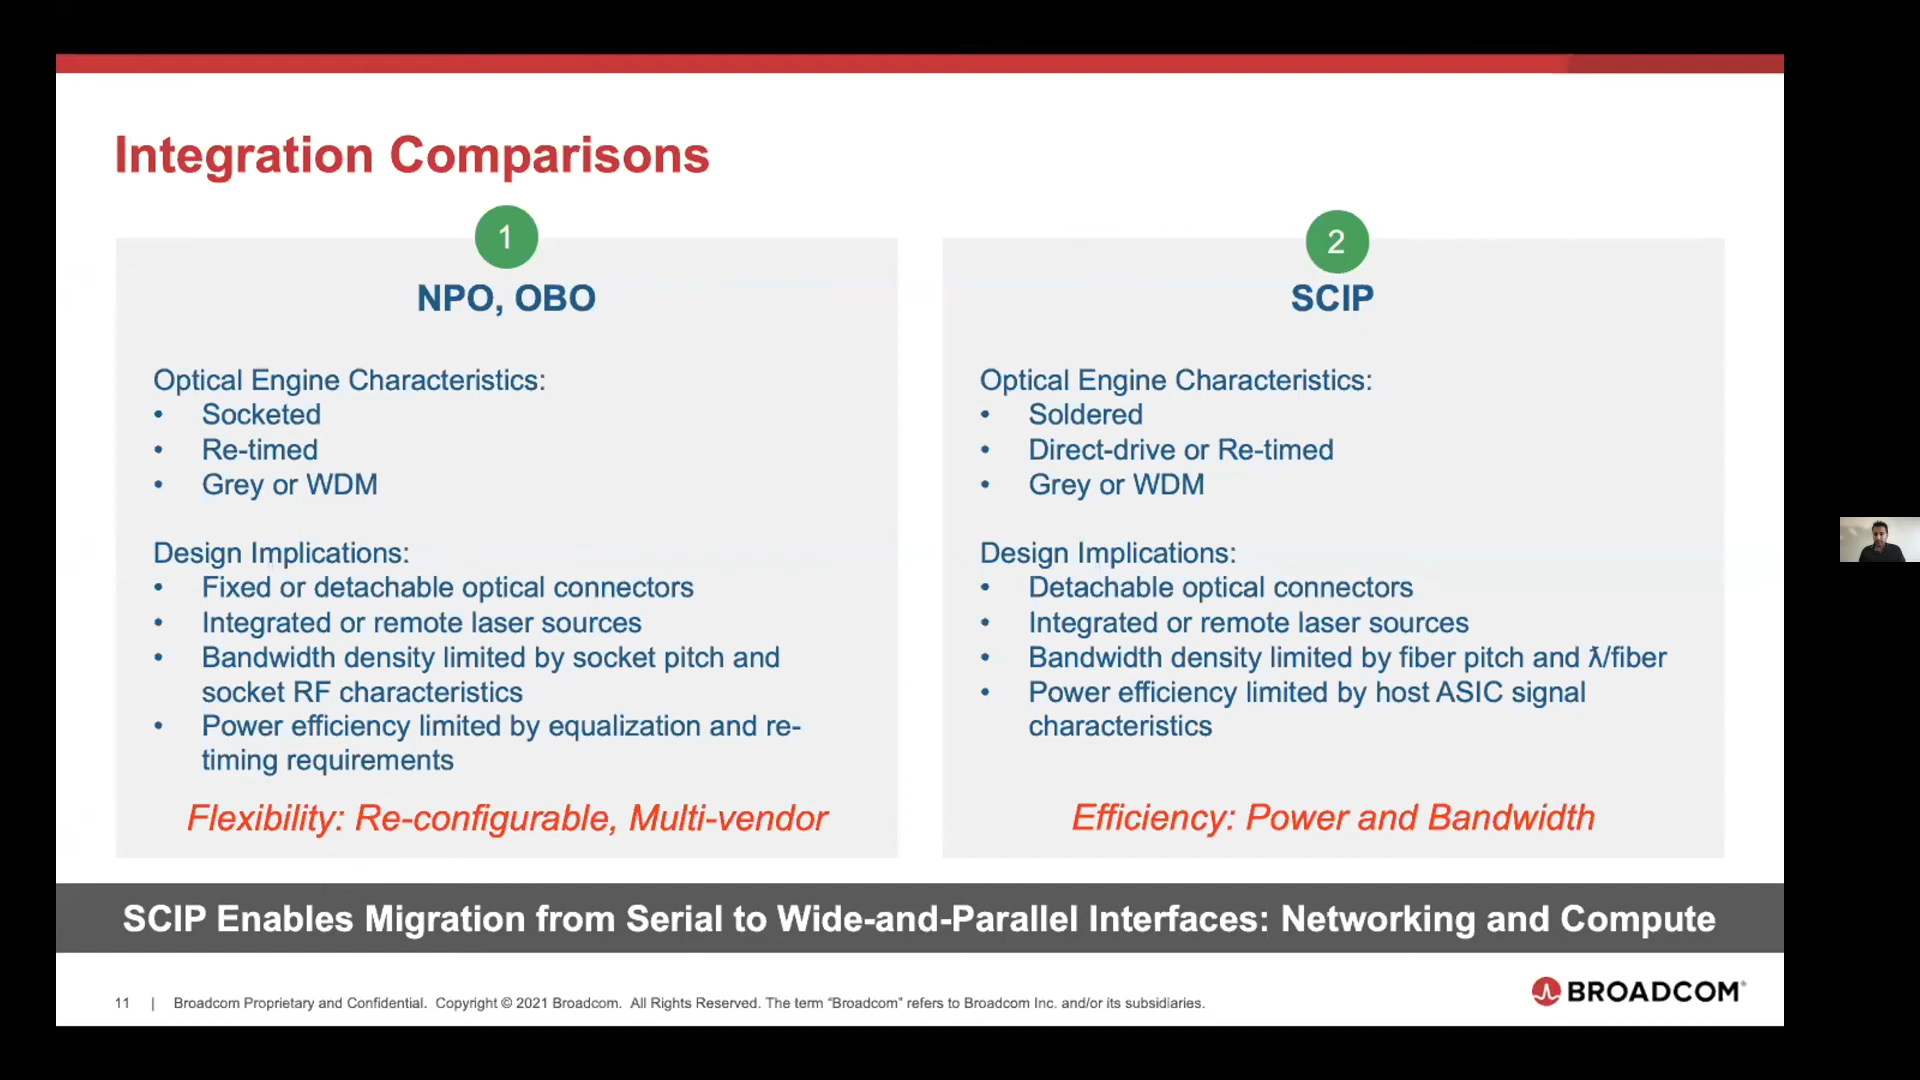 Integration Comparisons
1
NPO, OBO
Optical Engine Characteristics:
• Socketed
• Re-timed
• Grey or WDM
Design Implications:
• Fixed or detachable optical connectors
• Integrated or remote laser sources
• Bandwidth density limited by socket pitch and
socket RF characteristics
• Power efficiency limited by equalization and re-
timing requirements
Flexibility: Re-configurable, Multi-vendor
2
SCIP
Optical Engine Characteristics:
• Soldered
• Direct-drive or Re-timed
• Grey or WDM
Design Implications:
• Detachable optical connectors
• Integrated or remote laser sources
• Bandwidth density limited by fiber pitch and ƛ/fiber
• Power efficiency limited by host ASIC signal
characteristics
Efficiency: Power and Bandwidth
SCIP Enables Migration from Serial to Wide-and-Parallel Interfaces: Networking and Compute
11 | Broadcom Proprietary and Confidential. Copyright © 2021 Broadcom. All Rights Reserved. The term “Broadcom” refers to Broadcom Inc. and/or its subsidiaries.
BROADCOM®